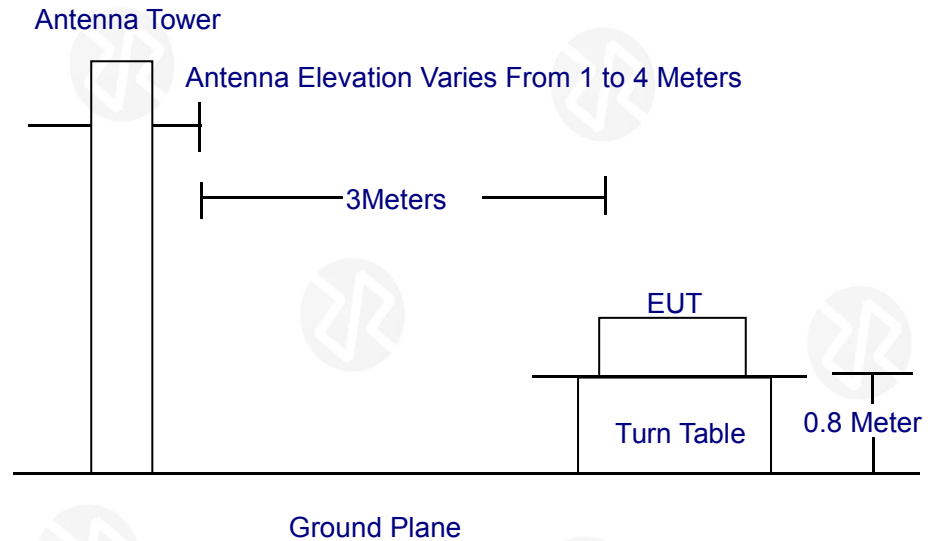 Antenna Tower
Antenna Elevation Varies From 1 to 4 Meters
3Meters
EUT
Turn Table
0.8 Meter
Ground Plane